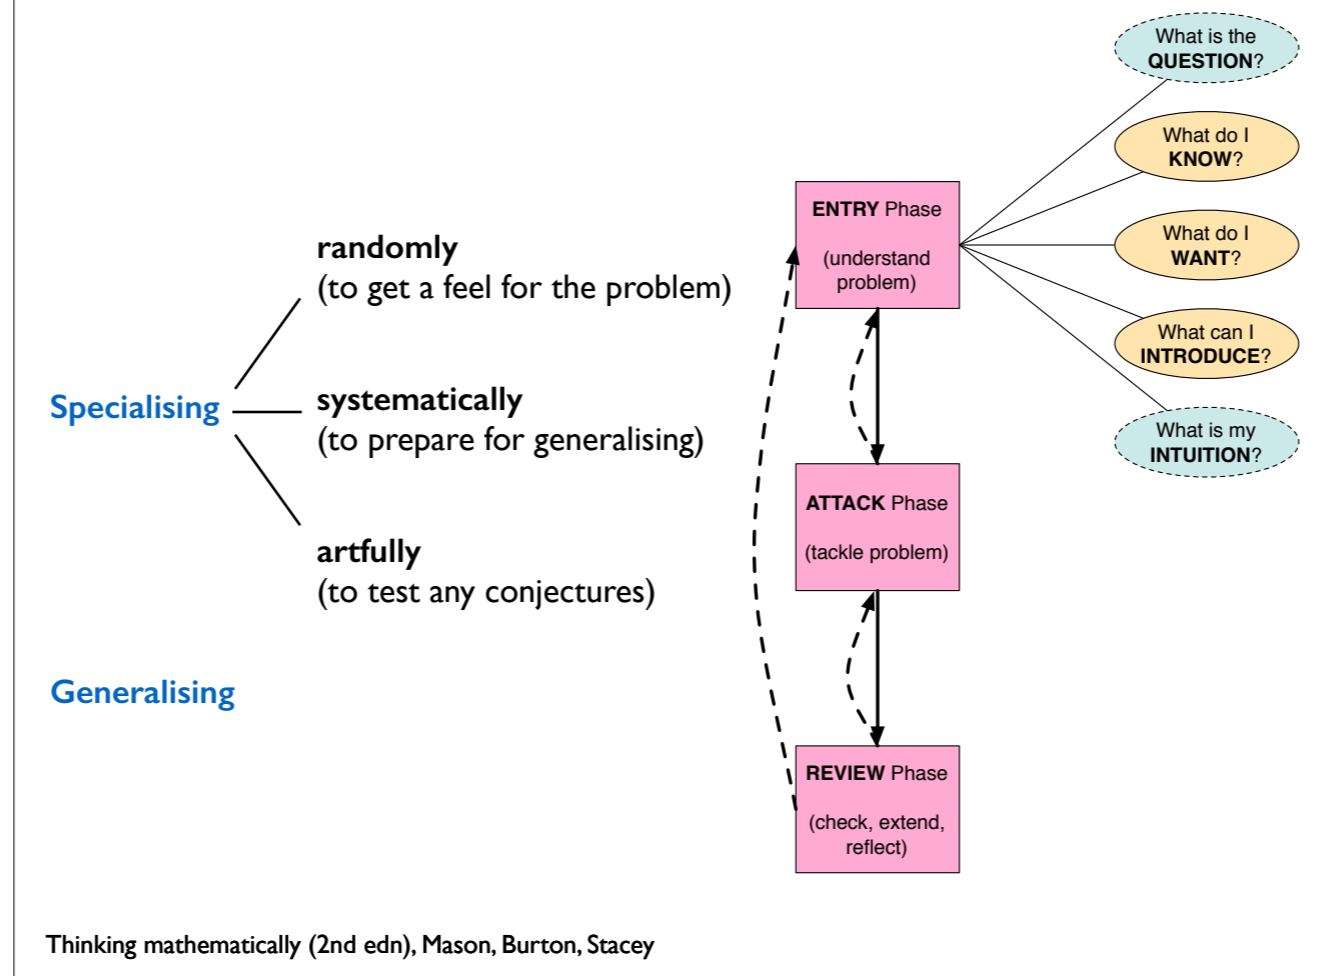 Specialising
randomly
(to get a feel for the problem)
systematically
(to prepare for generalising)
artfully
(to test any conjectures)
Generalising
ENTRY Phase
(understand
problem)
ATTACK Phase
(tackle problem)
REVIEW Phase
(check, extend,
reflect)
What is the
QUESTION?
What do I
KNOW?
What do I
WANT?
What can I
INTRODUCE?
What is my
INTUITION?
Thinking mathematically (2nd edn), Mason, Burton, Stacey